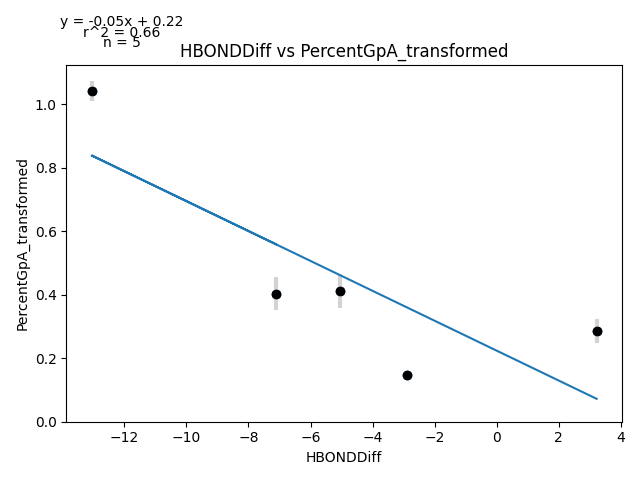 y = -0.05x + 0.22
r^2 = 0.66
n = 5
HBONDDiff vs PercentGpA_transformed
1.0
0.8
0.6
0.4
0.2
0.0
PercentGpA_transformed
−12 −10 −8 −6 −4 −2 0 2 4
HBONDDiff